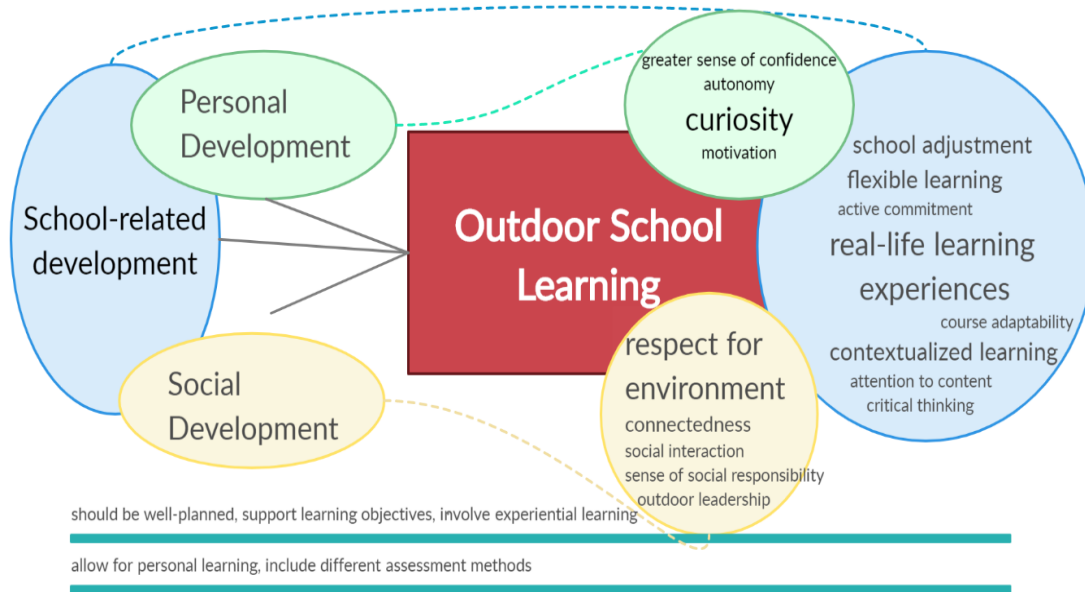 Personal
Development
School-related
development
Social
Development
Outdoor School
Learning
greater sense of confidence
autonomy
curiosity
motivation
school adjustment
flexible learning
active commitment
real-life learning
experiences
course adaptability
contextualized learning
attention to content
critical thinking
respect for
environment
connectedness
social interaction
sense of social responsibility
outdoor leadership
should be well-planned, support learning objectives, involve experiential learning
allow for personal learning, include different assessment methods